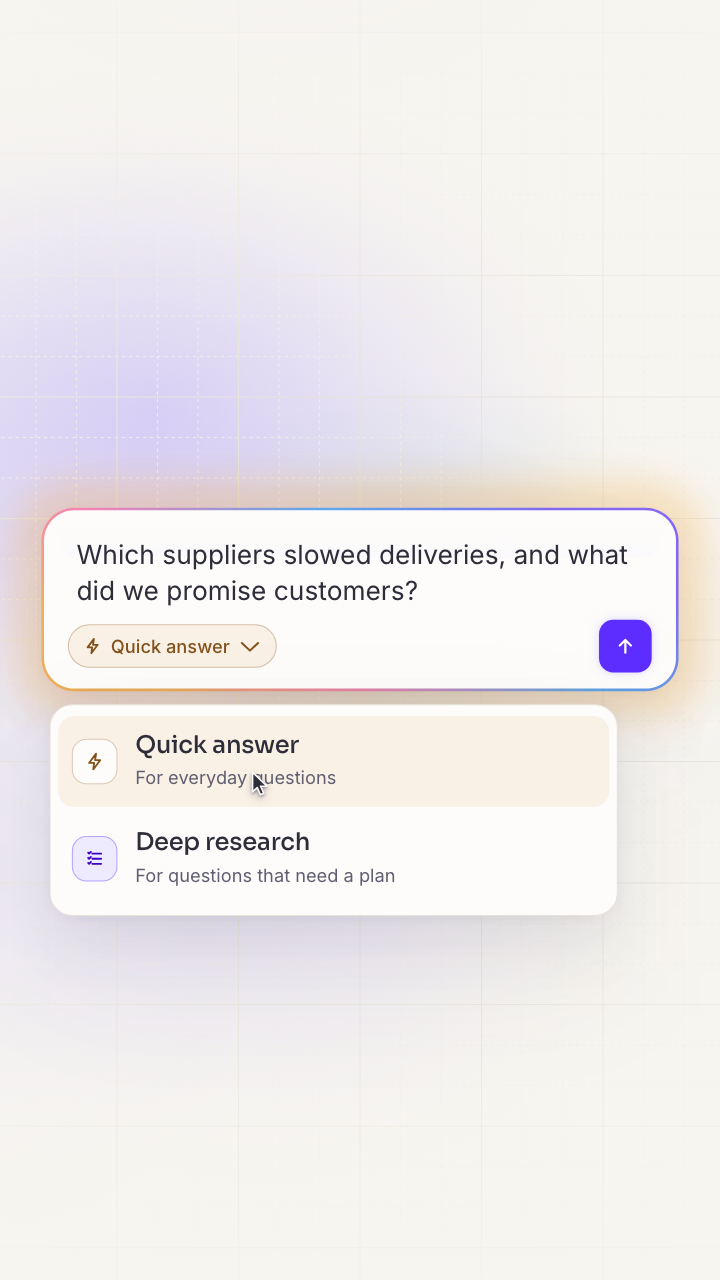 Which suppliers slowed deliveries, and what
did we promise customers?
Quick answer
Quick answer
For everyday questions
Deep research
For questions that need a plan